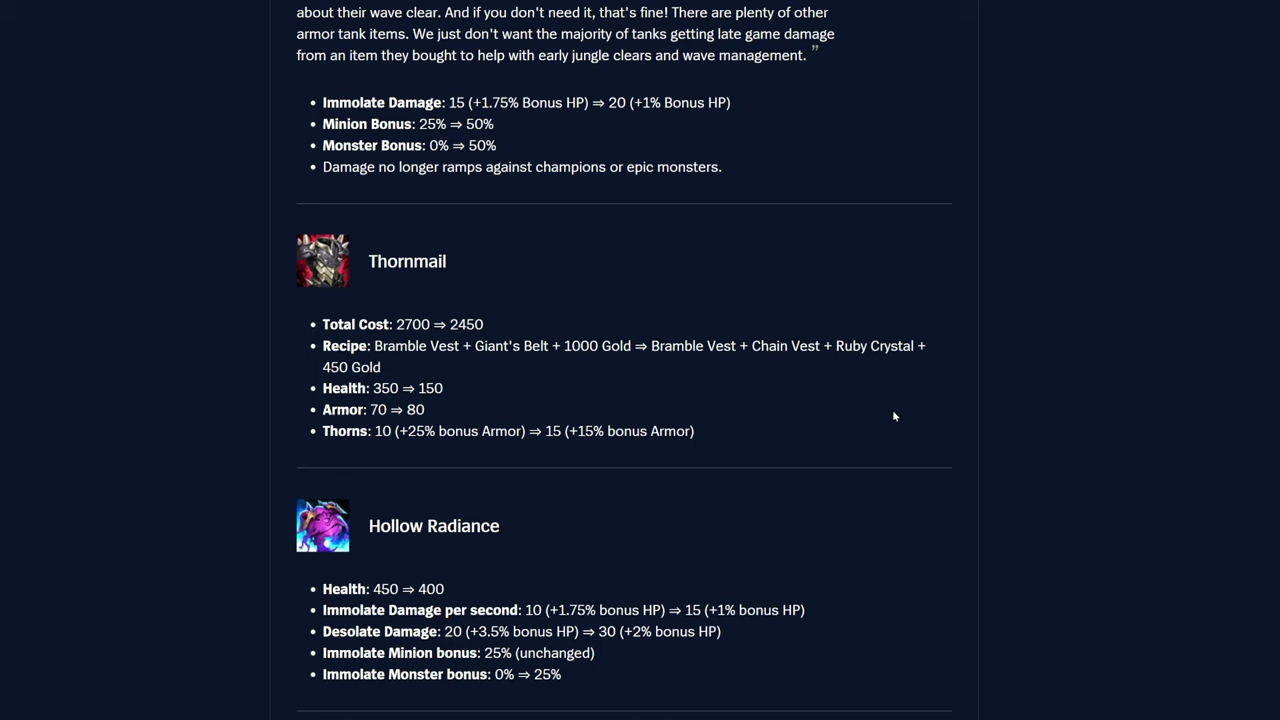 about their wave clear. And if you don't need it, that's fine! There are plenty of other
armor tank items. We just don't want the majority of tanks getting late game damage
from an item they bought to help with early jungle clears and wave management. ”
• Immolate Damage: 15 (+1.75% Bonus HP) ⇒ 20 (+1% Bonus HP)
• Minion Bonus: 25% ⇒ 50%
• Monster Bonus: 0% ⇒ 50%
• Damage no longer ramps against champions or epic monsters.
Thornmail
• Total Cost: 2700 ⇒ 2450
• Recipe: Bramble Vest + Giant's Belt + 1000 Gold ⇒ Bramble Vest + Chain Vest + Ruby Crystal +
450 Gold
• Health: 350 ⇒ 150
• Armor: 70 ⇒ 80
• Thorns: 10 (+25% bonus Armor) ⇒ 15 (+15% bonus Armor)
Hollow Radiance
• Health: 450 ⇒ 400
• Immolate Damage per second: 10 (+1.75% bonus HP) ⇒ 15 (+1% bonus HP)
• Desolate Damage: 20 (+3.5% bonus HP) ⇒ 30 (+2% bonus HP)
• Immolate Minion bonus: 25% (unchanged)
• Immolate Monster bonus: 0% ⇒ 25%